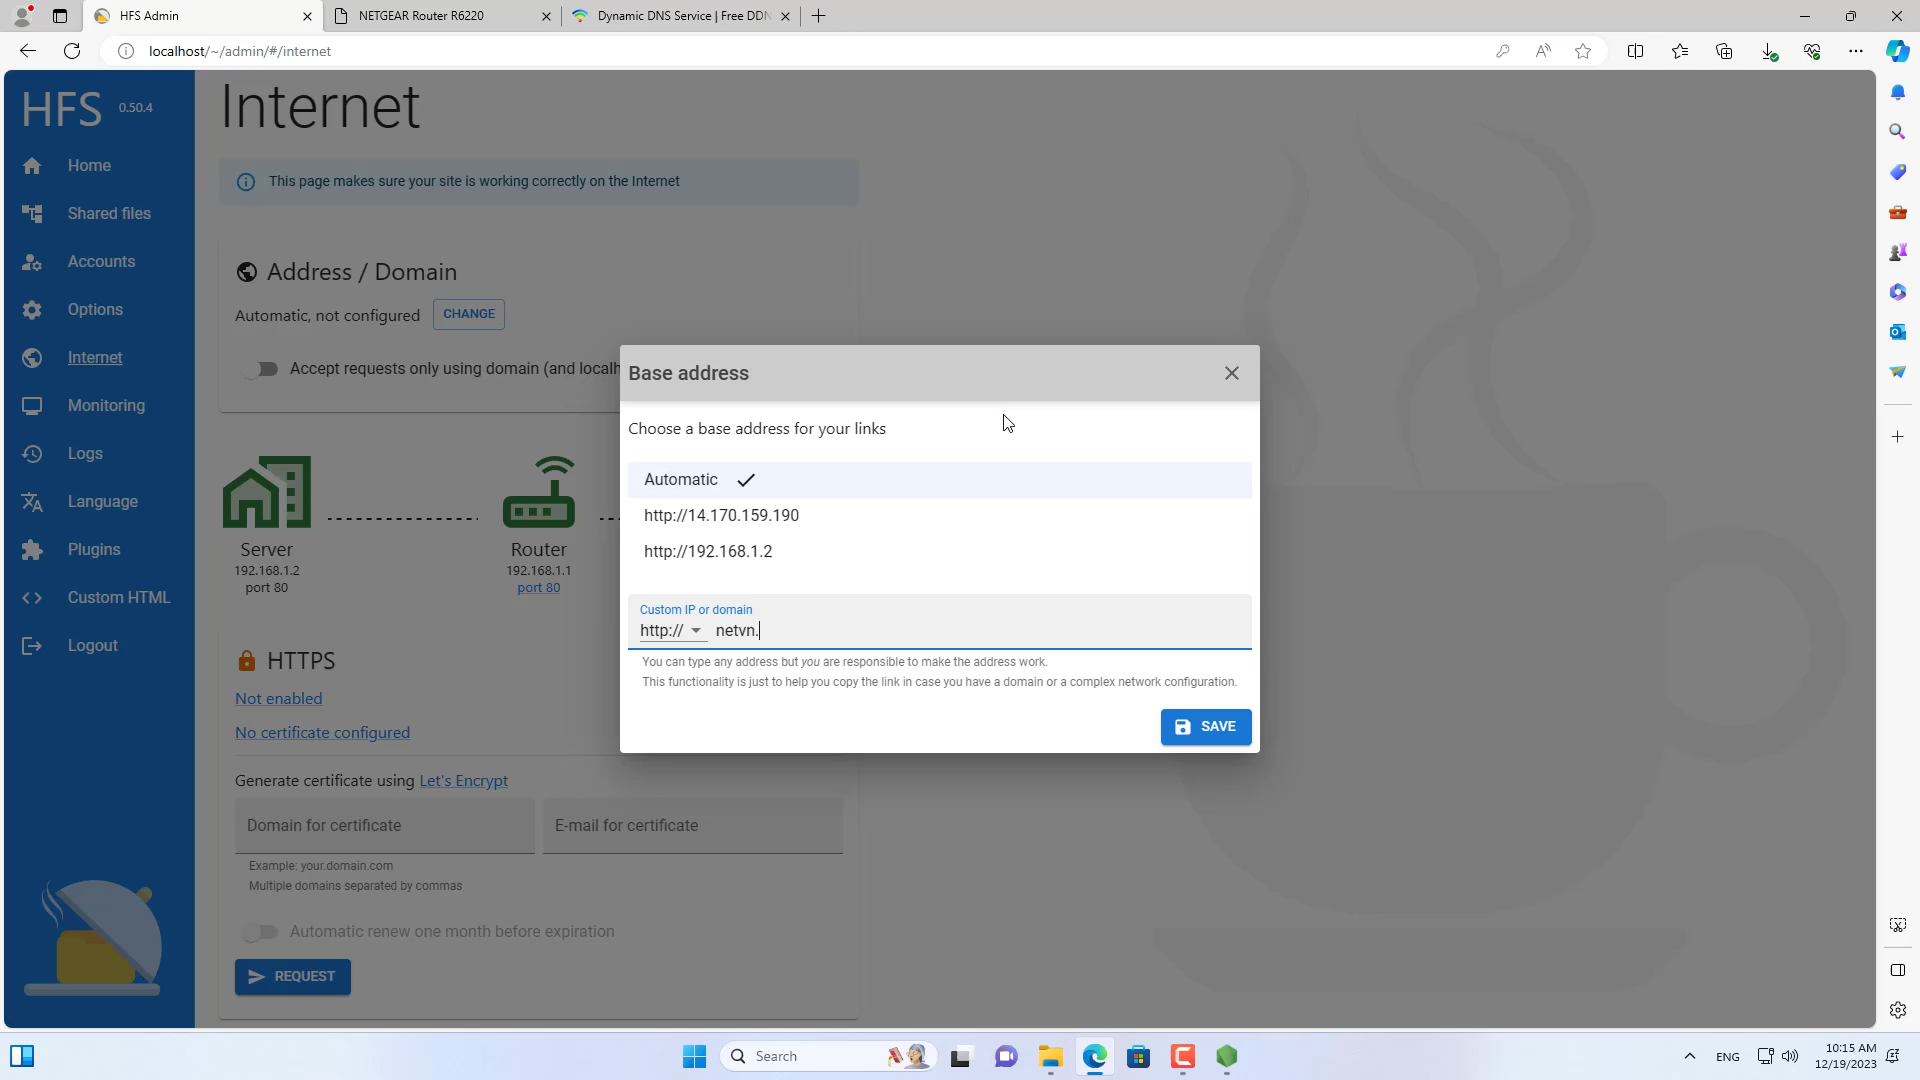 HFS Admin
NETGEAR Router R6220
Dynamic DNS Service | Free DDN
localhost/~/admin/#/internet
HFS 0.50.4
Home
Shared files
Accounts
Options
Internet
Monitoring
Logs
Language
Plugins
Custom HTML
Logout
Internet
This page makes sure your site is working correctly on the Internet
Address / Domain
Automatic, not configured CHANGE
Accept requests only using domain (and localh
Server
192.168.1.2
port 80
Router
192.168.1.1
port 80
HTTPS
Not enabled
No certificate configured
Generate certificate using Let's Encrypt
Domain for certificate
E-mail for certificate
Example: your.domain.com
Multiple domains separated by commas
Automatic renew one month before expiration
REQUEST
Base address
Choose a base address for your links
Automatic
http://14.170.159.190
http://192.168.1.2
Custom IP or domain
http:// netvn.
You can type any address but you are responsible to make the address work.
This functionality is just to help you copy the link in case you have a domain or a complex network configuration.
SAVE
Search
ENG
10:15 AM
12/19/2023